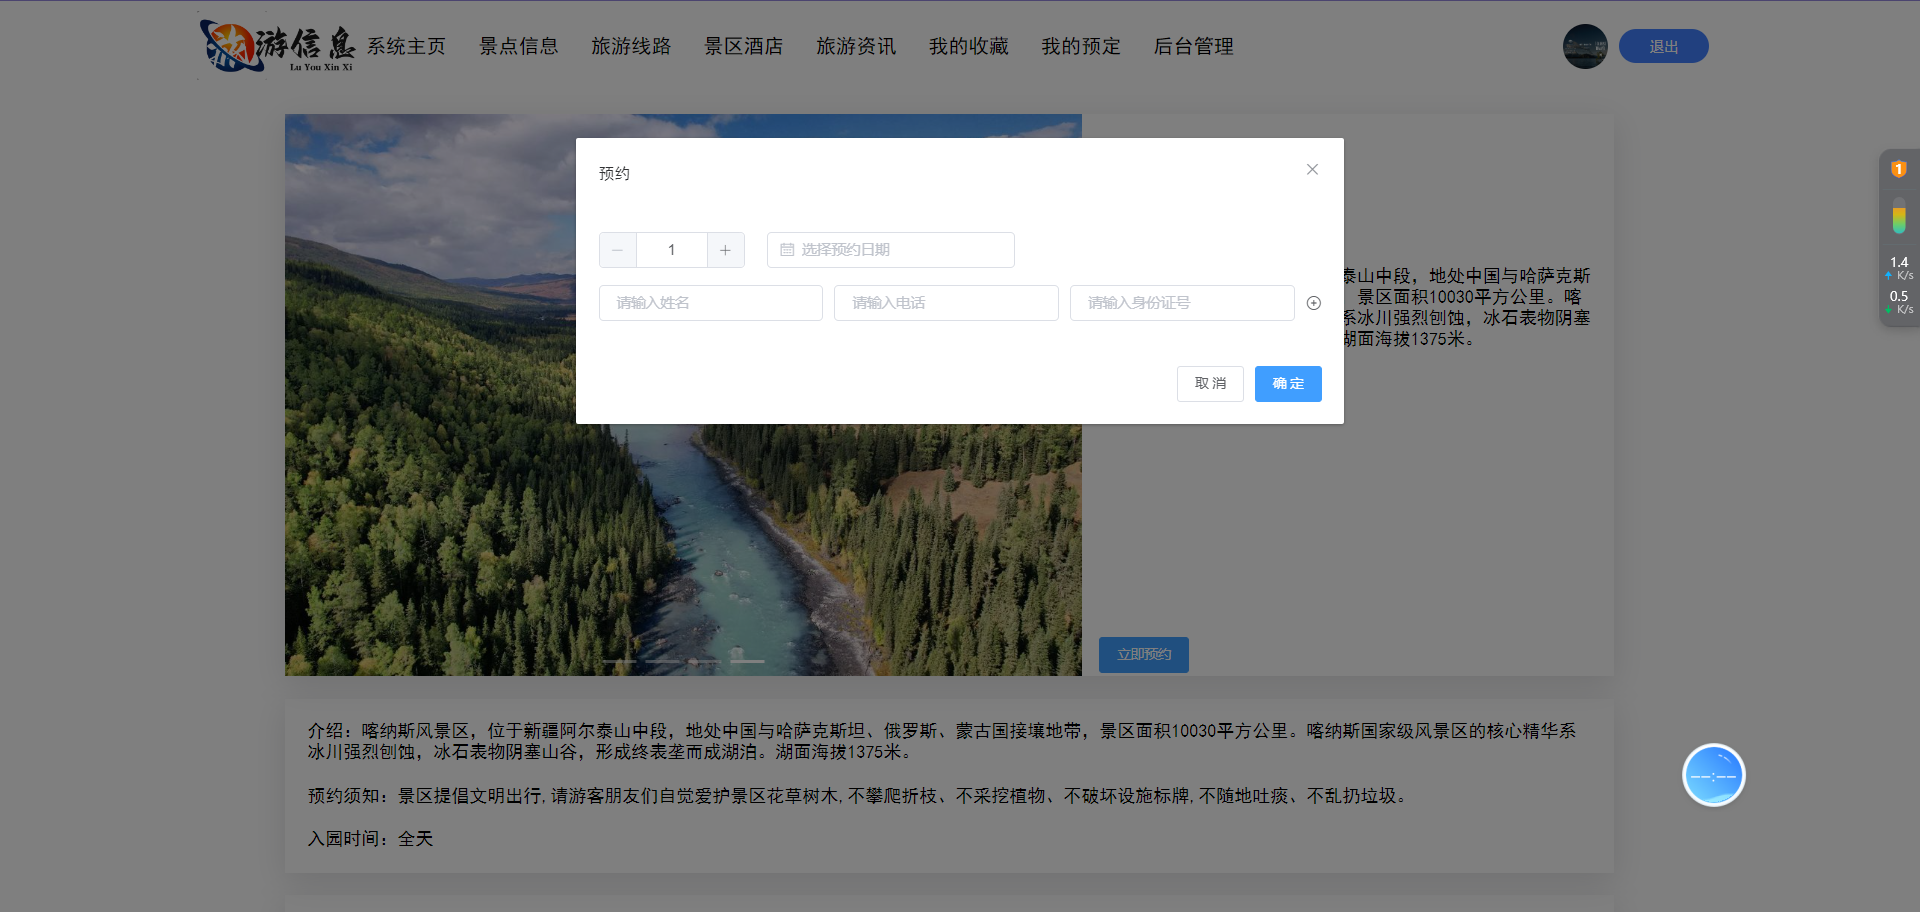 旅游信息
Lu You Xin Xi
系统主页 景点信息 旅游线路 景区酒店 旅游资讯 我的收藏 我的预定 后台管理
退出
预约
1
选择预约日期
请输入姓名 请输入电话 请输入身份证号
取消 确定
泰山中段，地处中国与哈萨克斯
景区面积10030平方公里。喀
系冰川强烈刨蚀，冰石表物阴塞
湖面海拔1375米。
立即预约
1
1.4
K/s
0.5
K/s
介绍：喀纳斯风景区，位于新疆阿尔泰山中段，地处中国与哈萨克斯坦、俄罗斯、蒙古国接壤地带，景区面积10030平方公里。喀纳斯国家级风景区的核心精华系
冰川强烈刨蚀，冰石表物阴塞山谷，形成终表垄而成湖泊。湖面海拔1375米。
预约须知：景区提倡文明出行,请游客朋友们自觉爱护景区花草树木,不攀爬折枝、不采挖植物、不破坏设施标牌,不随地吐痰、不乱扔垃圾。
入园时间：全天
--:--